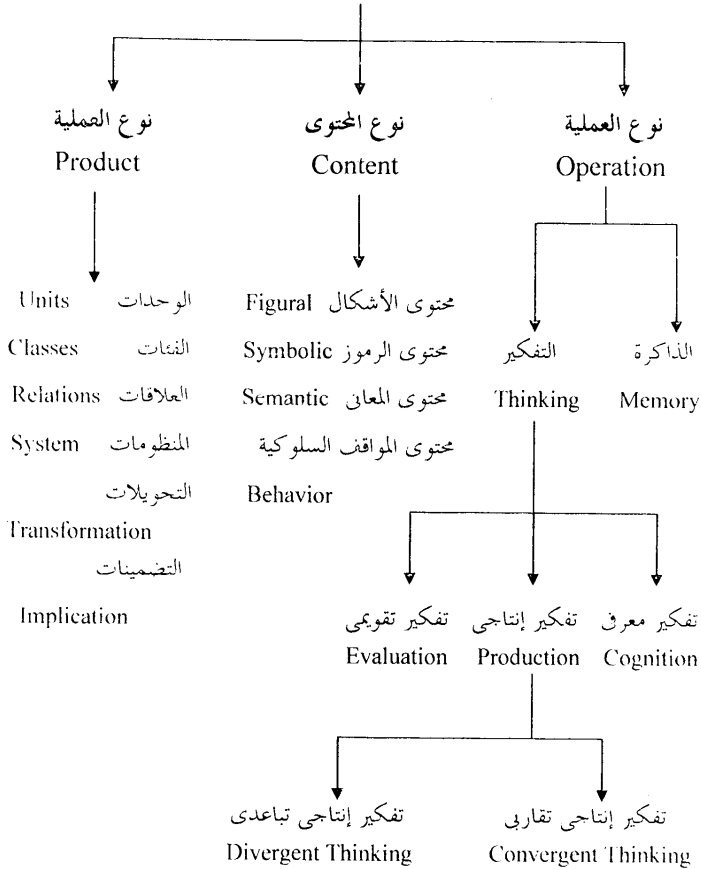 نوع العملية
Operation
نوع المحتوى
Content
نوع العملية
Product
الذاكرة
Memory
التفكير
Thinking
محتوى الأشكال Figural
محتوى الرموز Symbolic
محتوى المعانى Semantic
محتوى المواقف السلوكية
Behavior
الوحدات Units
الفئات Classes
العلاقات Relations
المنظومات System
التحويلات
Transformation
التضمينات
Implication
تفكير معرفى
Cognition
تفكير إنتاجى
Production
تفكير تقويمى
Evaluation
تفكير إنتاجى تقاربى
Convergent Thinking
تفكير إنتاجى تباعدى
Divergent Thinking